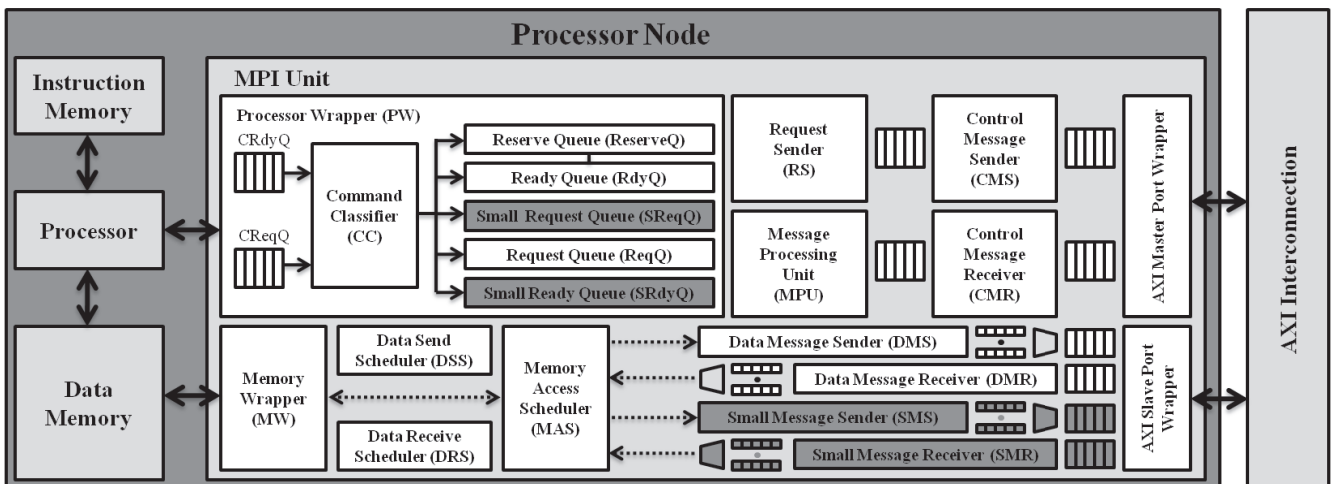 Processor Node
Instruction
Memory
Processor
Data
Memory
MPI Unit
Processor Wrapper (PW)
CRdyQ
CReqQ
Command
Classifier
(CC)
Reserve Queue (ReserveQ)
Ready Queue (RdyQ)
Small Request Queue (SReqQ)
Request Queue (ReqQ)
Small Ready Queue (SRdyQ)
Request
Sender
(RS)
Control
Message
Sender
(CMS)
Message
Processing
Unit
(MPU)
Control
Message
Receiver
(CMR)
AXI Master Port Wrapper
Memory
Wrapper
(MW)
Data Send
Scheduler (DSS)
Data Receive
Scheduler (DRS)
Memory
Access
Scheduler
(MAS)
Data Message Sender (DMS)
Data Message Receiver (DMR)
Small Message Sender (SMS)
Small Message Receiver (SMR)
AXI Slave Port
Wrapper
AXI Interconnection